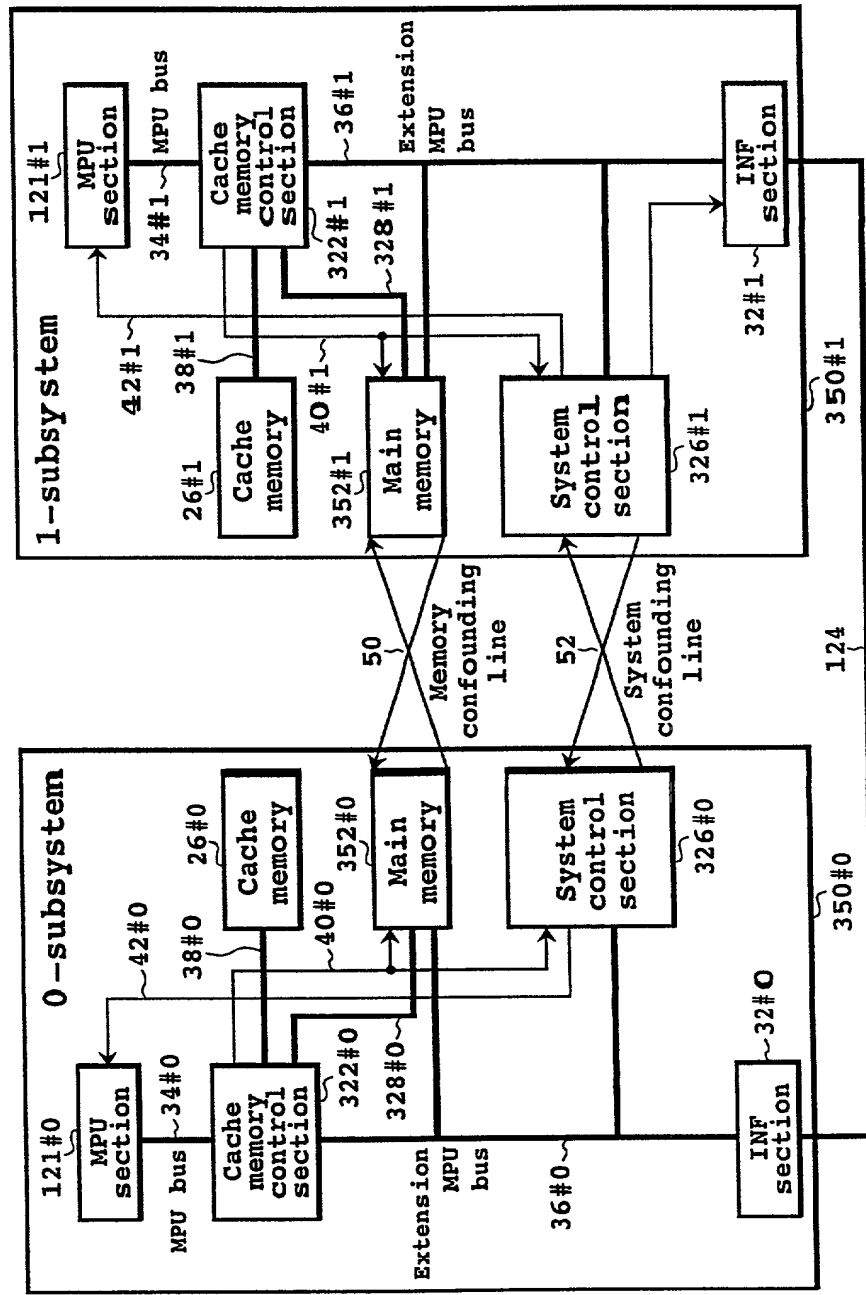 0-subsystem
121#0
MPU
section
42#0
34#0
MPU bus
Cache
memory
control
section
322#0
38#0
26#0
Cache
memory
40#0
328#0
352#0
Main
memory
Extension
MPU
bus
36#0
System
control
section
326#0
INF
section
32#0
350#0
50
Memory
confounding
line
52
System
confounding
line
124
1-subsystem
121#1
MPU
section
42#1
34#1
MPU bus
Cache
memory
control
section
322#1
38#1
26#1
Cache
memory
40#1
328#1
352#1
Main
memory
Extension
MPU
bus
36#1
System
control
section
326#1
INF
section
32#1
350#1